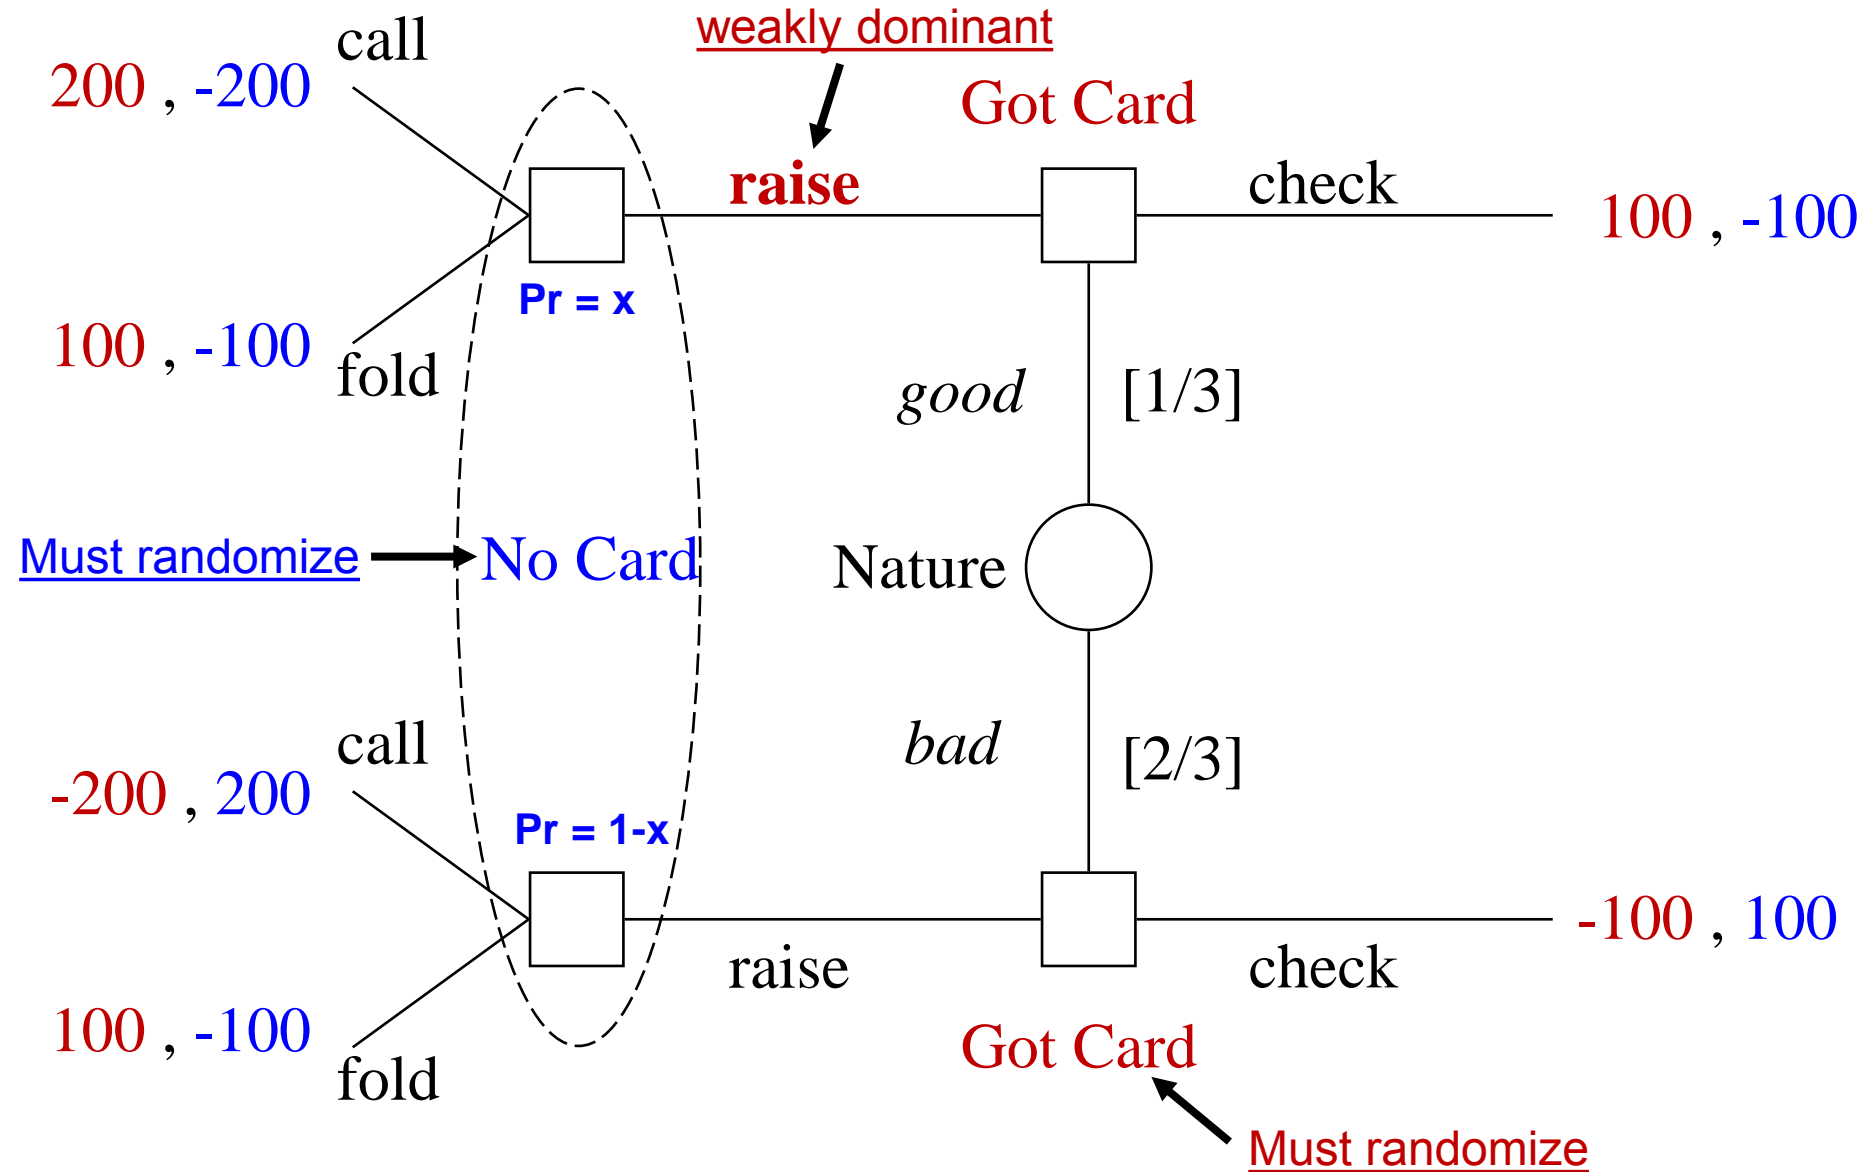 weakly dominant
call
200 , -200
Got Card
raise
check
100 , -100
Pr = x
100 , -100
fold
good
[1/3]
Must randomize
No Card
Nature
call
bad
[2/3]
-200 , 200
Pr = 1-x
-100 , 100
raise
check
100 , -100
fold
Got Card
Must randomize